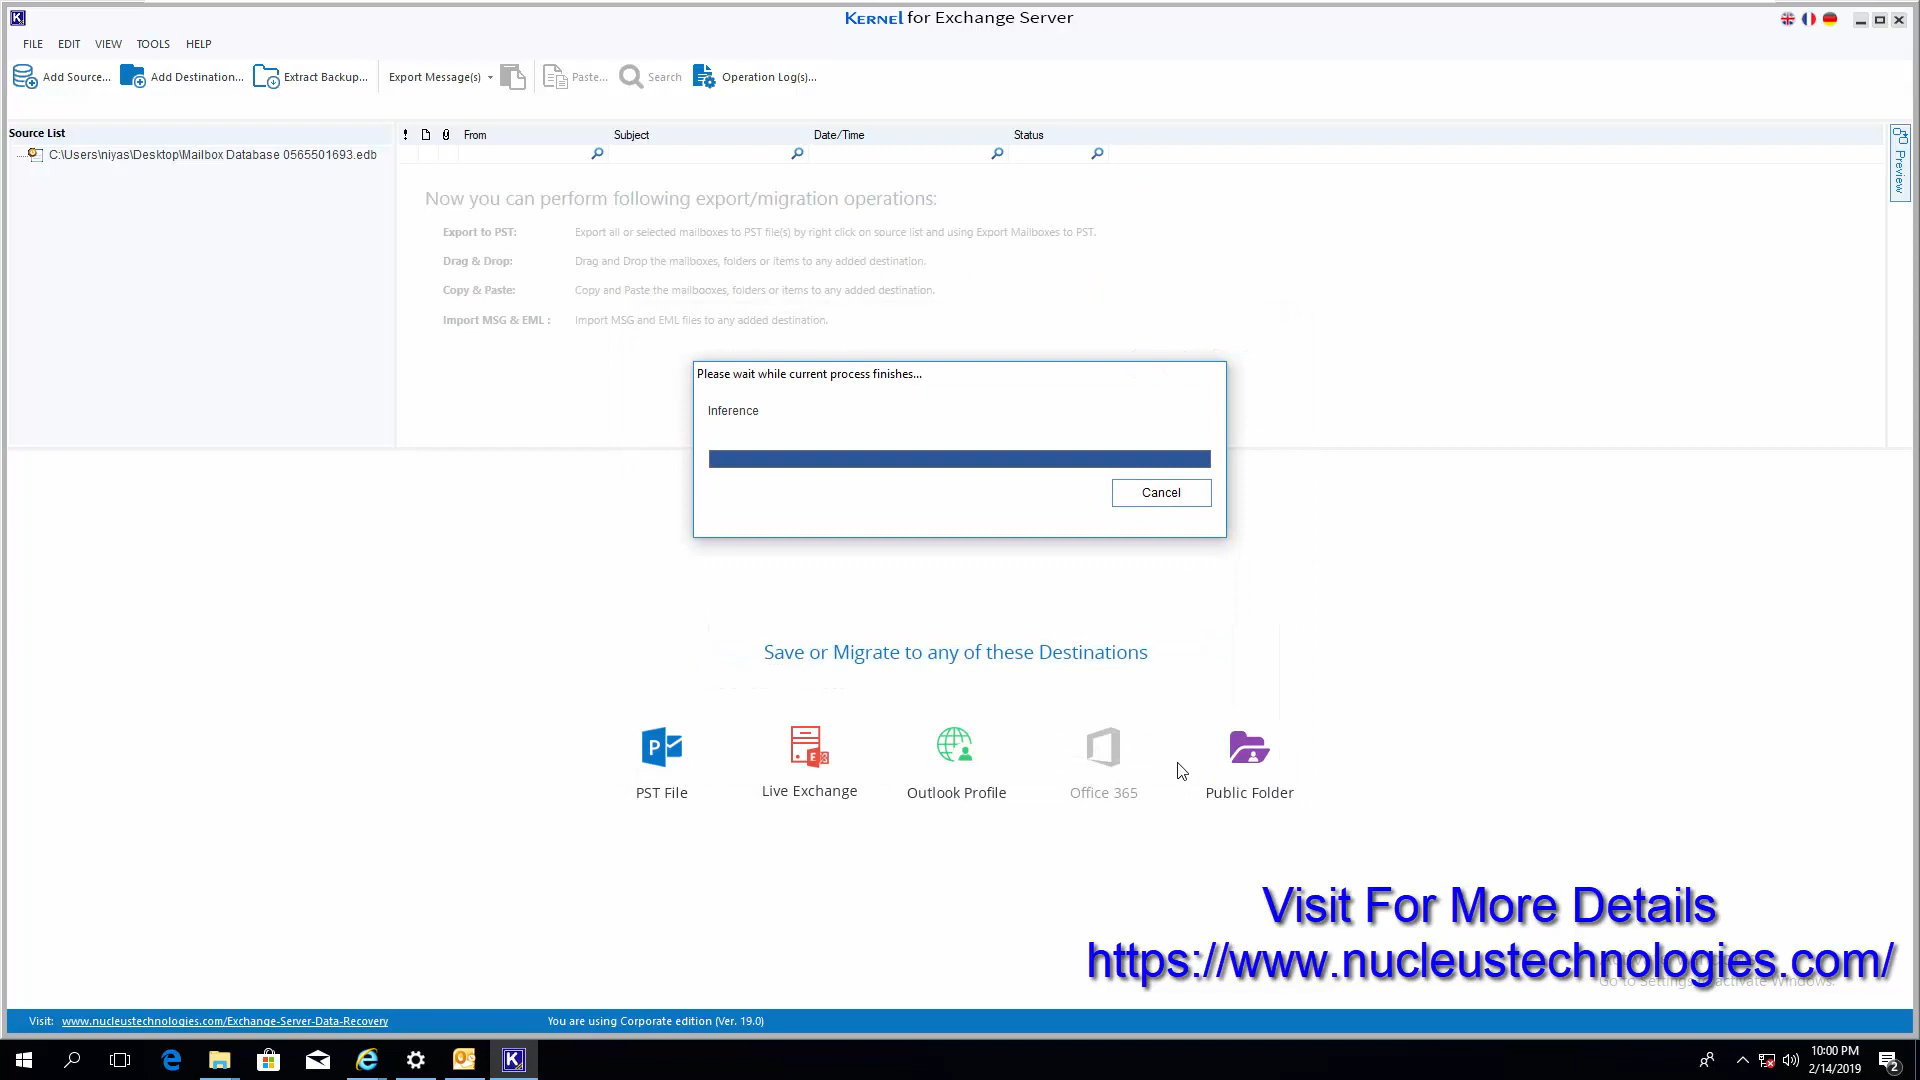 KERNEL for Exchange Server
FILE EDIT VIEW TOOLS HELP
Add Source... Add Destination... Extract Backup... Export Message(s) Paste... Search Operation Log(s)...
Source List
C:\Users\niyas\Desktop\Mailbox Database 0565501693.edb
! From Subject Date/Time Status
Preview
Now you can perform following export/migration operations:
Export to PST: Export all or selected mailboxes to PST file(s) by right click on source list and using Export Mailboxes to PST.
Drag & Drop: Drag and Drop the mailboxes, folders or items to any added destination.
Copy & Paste: Copy and Paste the mailbooxes, folders or items to any added destination.
Import MSG & EML : Import MSG and EML files to any added destination.
Please wait while current process finishes...
Inference
Cancel
Save or Migrate to any of these Destinations
PST File Live Exchange Outlook Profile Office 365 Public Folder
Visit For More Details
https://www.nucleustechnologies.com/
Go to Settings to activate Windows.
Visit: www.nucleustechnologies.com/Exchange-Server-Data-Recovery You are using Corporate edition (Ver. 19.0)
10:00 PM
2/14/2019
2